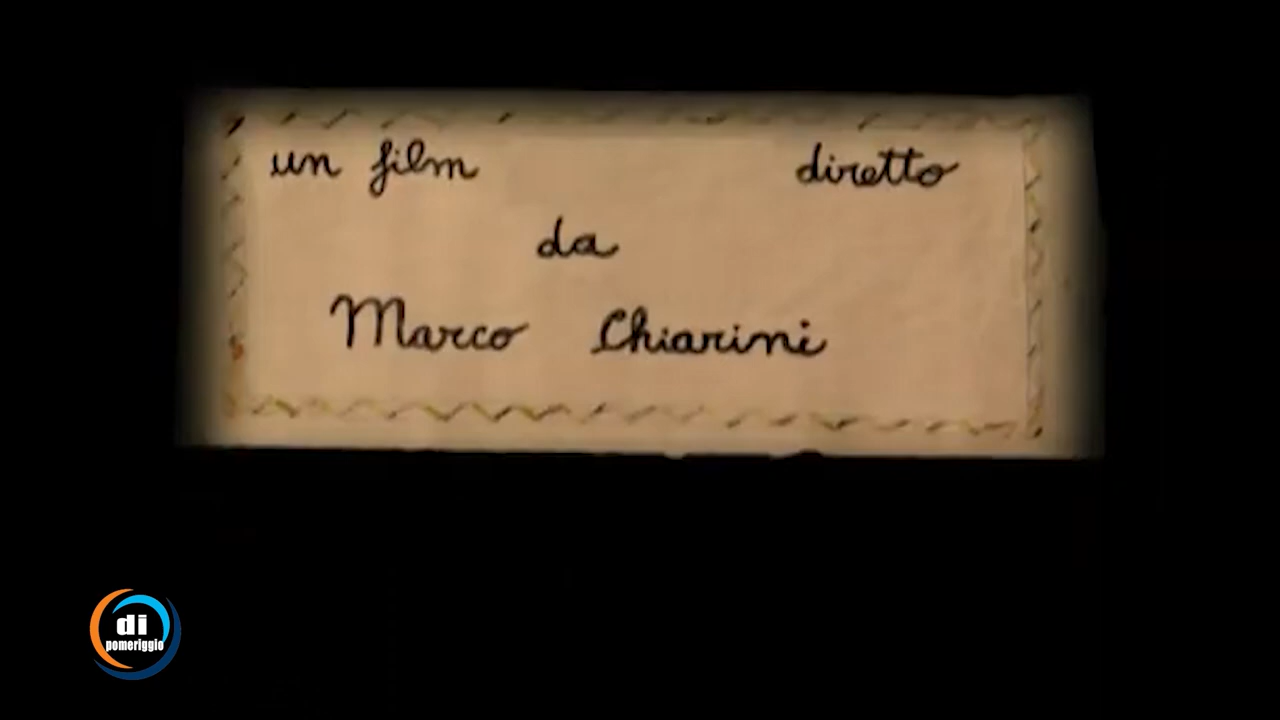 un film diretto
da
Marco Chiarini
di
pomeriggio